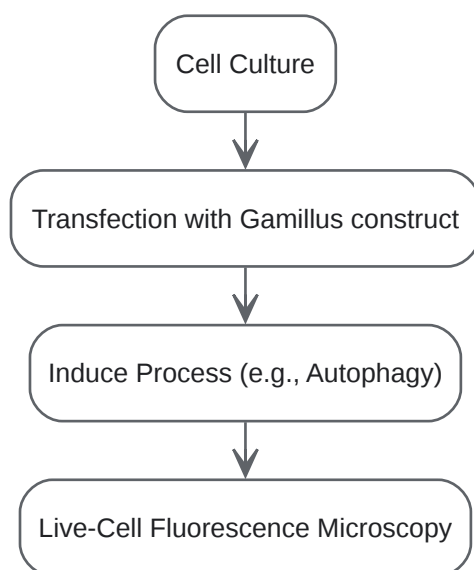 Cell Culture
Transfection with Gamillus construct
Induce Process (e.g., Autophagy)
Live-Cell Fluorescence Microscopy